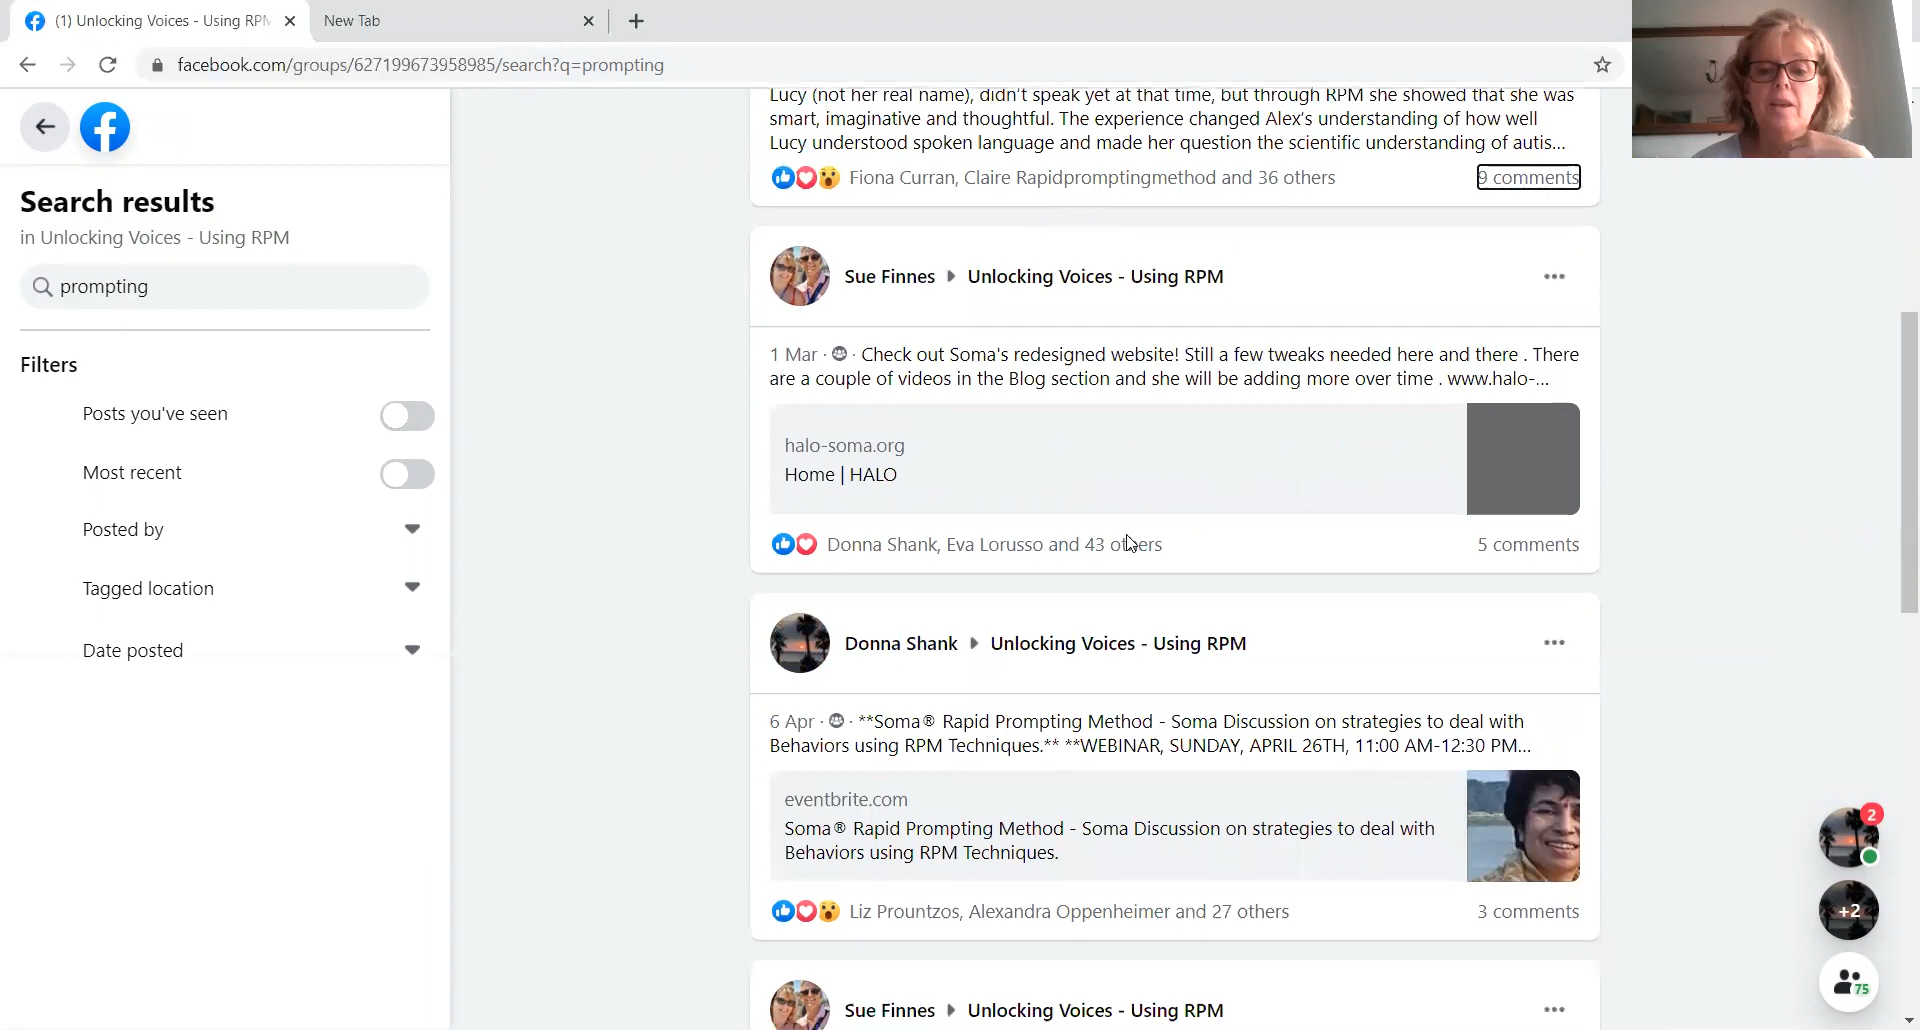 (1) Unlocking Voices - Using RPM
New Tab
facebook.com/groups/627199673958985/search?q=prompting
Search results
in Unlocking Voices - Using RPM
prompting
Filters
Posts you've seen
Most recent
Posted by
Tagged location
Date posted
Lucy (not her real name), didn't speak yet at that time, but through RPM she showed that she was
smart, imaginative and thoughtful. The experience changed Alex's understanding of how well
Lucy understood spoken language and made her question the scientific understanding of autis...
Fiona Curran, Claire Rapidpromptingmethod and 36 others
9 comments
Sue Finnes ▸ Unlocking Voices - Using RPM
1 Mar · Check out Soma's redesigned website! Still a few tweaks needed here and there . There
are a couple of videos in the Blog section and she will be adding more over time . www.halo-...
halo-soma.org
Home | HALO
Donna Shank, Eva Lorusso and 43 others
5 comments
Donna Shank ▸ Unlocking Voices - Using RPM
6 Apr · **Soma® Rapid Prompting Method - Soma Discussion on strategies to deal with
Behaviors using RPM Techniques.** **WEBINAR, SUNDAY, APRIL 26TH, 11:00 AM-12:30 PM...
eventbrite.com
Soma® Rapid Prompting Method - Soma Discussion on strategies to deal with
Behaviors using RPM Techniques.
Liz Prountzos, Alexandra Oppenheimer and 27 others
3 comments
Sue Finnes ▸ Unlocking Voices - Using RPM
2
+2
75